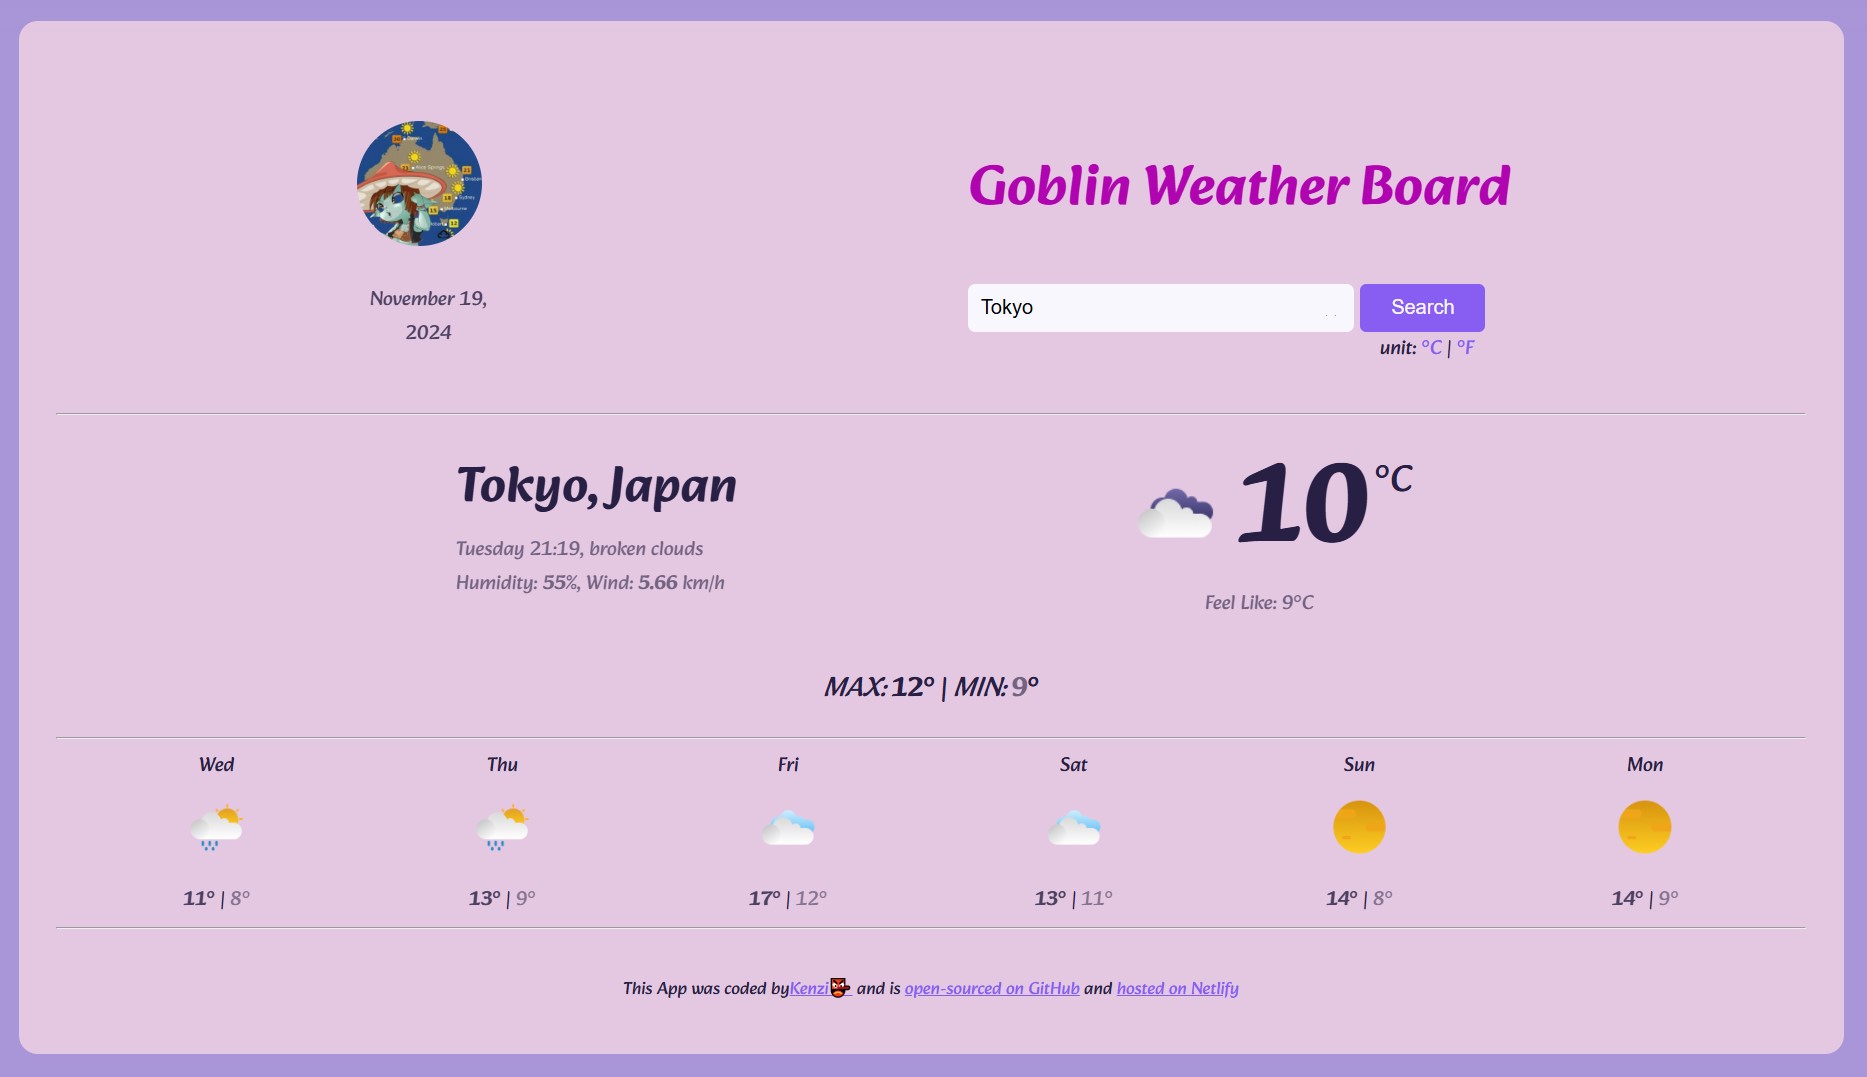 Goblin Weather Board
November 19,
2024
Tokyo
Search
unit: °C | °F
Tokyo, Japan
Tuesday 21:19, broken clouds
Humidity: 55%, Wind: 5.66 km/h
10 °C
Feel Like: 9°C
MAX: 12° | MIN: 9°
Wed Thu Fri Sat Sun Mon
11° | 8° 13° | 9° 17° | 12° 13° | 11° 14° | 8° 14° | 9°
This App was coded byKenzi👺 and is open-sourced on GitHub and hosted on Netlify